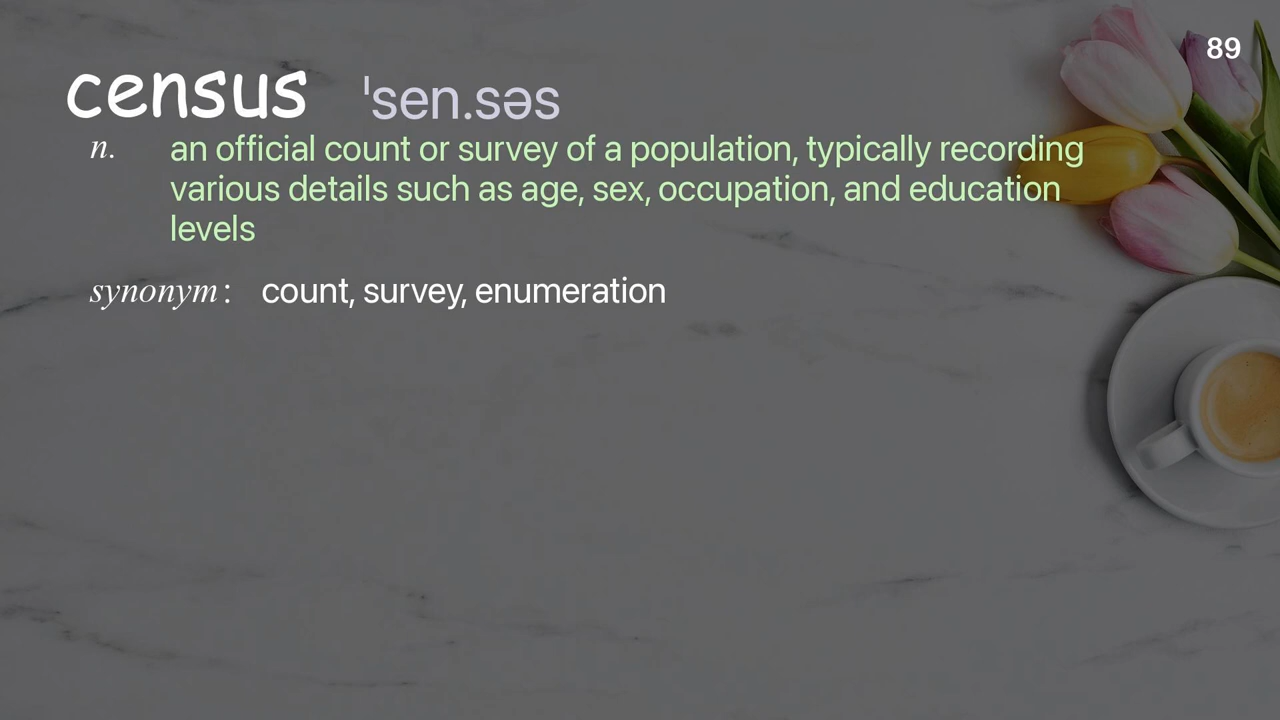 89
census ˈsen.səs
n. an official count or survey of a population, typically recording
various details such as age, sex, occupation, and education
levels
synonym: count, survey, enumeration